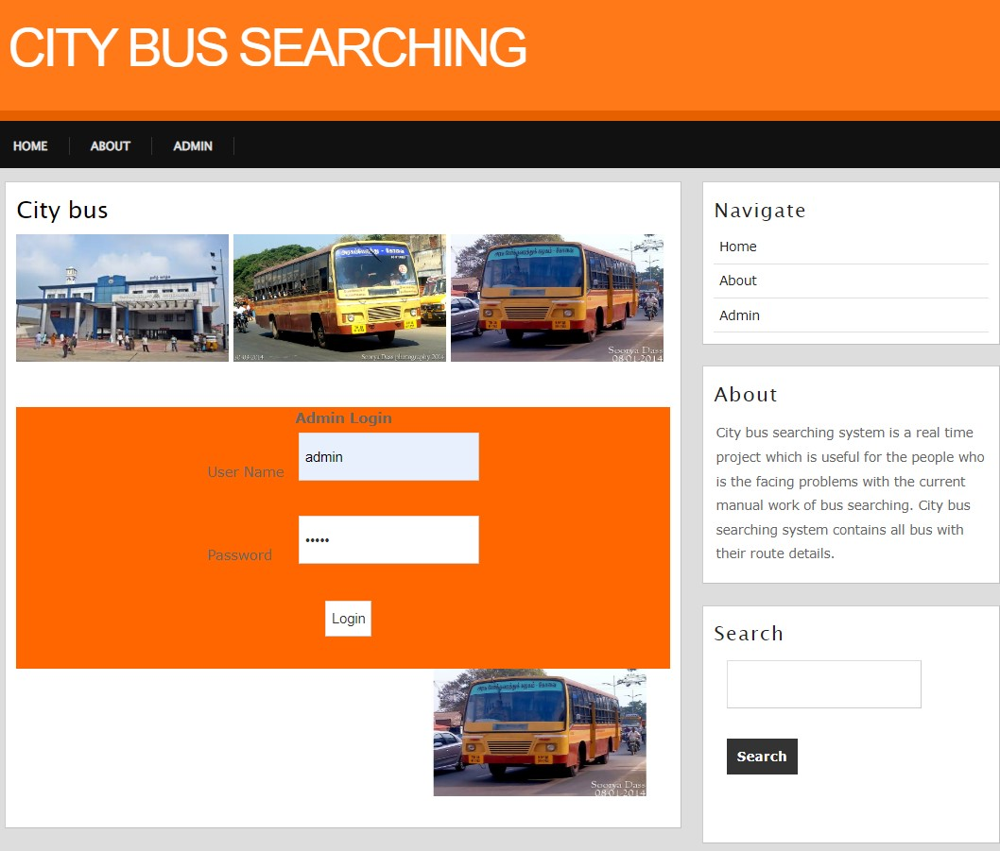 CITY BUS SEARCHING
HOME
ABOUT
ADMIN
City bus
Soorya Dass photography 2014
Soorya Dass
08·01·2014
Admin Login
User Name
admin
Password
•••••
Login
Soorya Dass
08·01·2014
Navigate
Home
About
Admin
About
City bus searching system is a real time
project which is useful for the people who
is the facing problems with the current
manual work of bus searching. City bus
searching system contains all bus with
their route details.
Search
Search